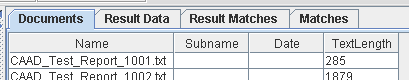 Documents Result Data Result Matches Matches
Name Subname Date TextLength
CAAD_Test_Report_1001.txt 285
CAAD_Test_Report_1002.txt 1879